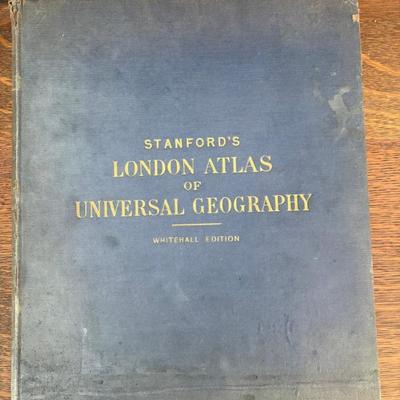 STANFORD'S
LONDON ATLAS
OF
UNIVERSAL GEOGRAPHY
WHITEHALL EDITION